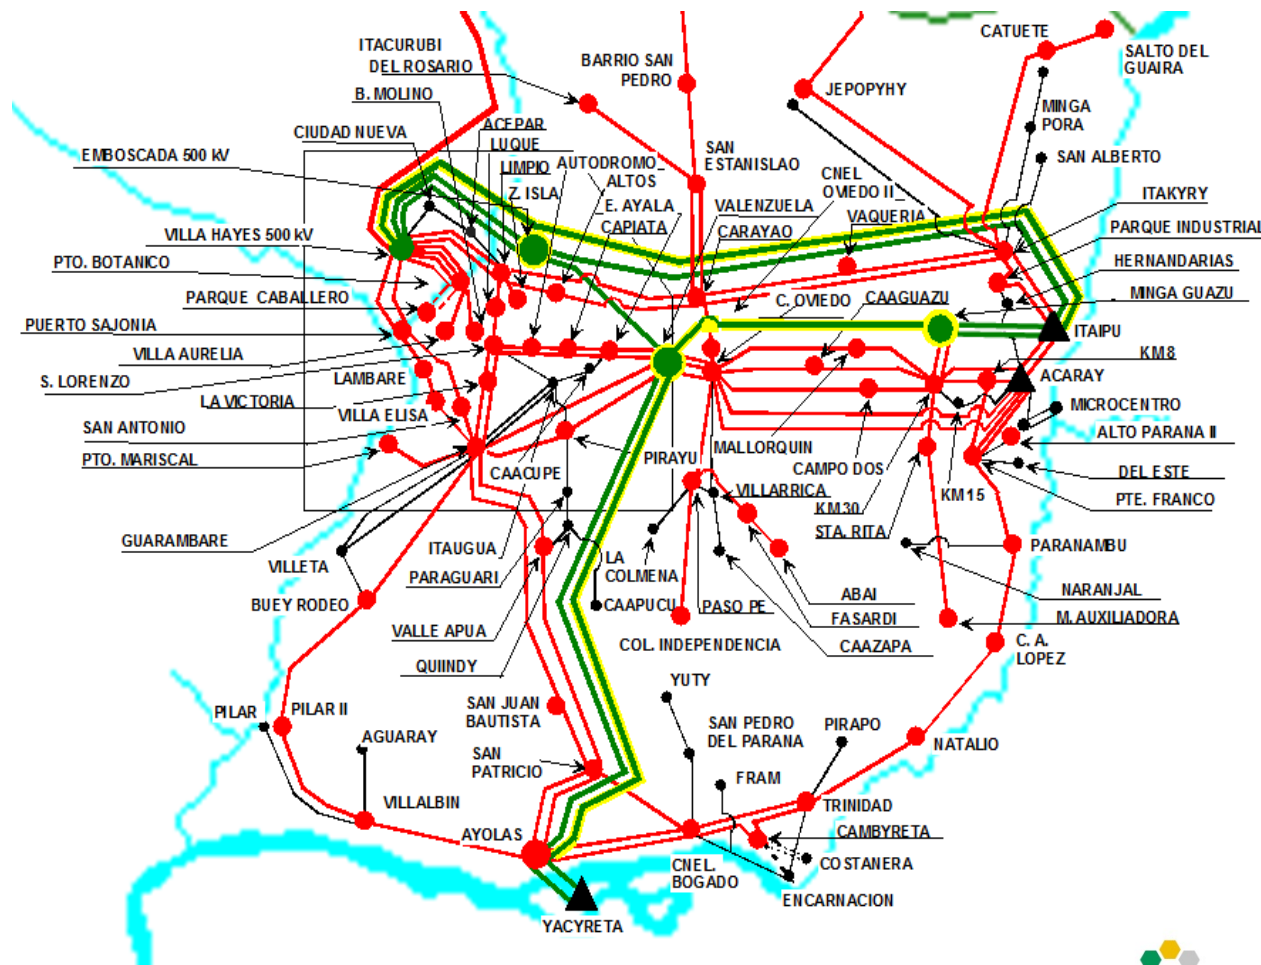 CATUETE
ITACURUBI
DEL ROSARIO
BARRIO SAN
PEDRO
SALTO DEL
GUAIRA
B. MOLINO
JEPOPYHY
MINGA
PORA
CIUDAD NUEVA
ACEPAR
LUQUE
SAN
ESTANISLAO
EMBOSCADA 500 kV
LIMPIO
AUTODROMO
ALTOS
CNEL
OVIEDO II
SAN ALBERTO
Z. ISLA
E. AYALA
CAPIATA
VALENZUELA
VAQUERIA
ITAKYRY
CARAYAO
PARQUE INDUSTRIAL
VILLA HAYES 500 KV
PTO. BOTANICO
HERNANDARIAS
PARQUE CABALLERO
C. OVIEDO
CAAGUAZU
MINGA GUAZU
PUERTO SAJONIA
ITAIPU
VILLA AURELIA
KM8
S. LORENZO
LAMBARE
ACARAY
LA VICTORIA
VILLA ELISA
MICROCENTRO
SAN ANTONIO
MALLORQUIN
ALTO PARANA II
PTO. MARISCAL
CAACUPE
PIRAYU
CAMPO DOS
DEL ESTE
VILLARRICA
KM15
PTE. FRANCO
KM30
STA. RITA
GUARAMBARE
ITAUGUA
PARANAMBU
VILLETA
PARAGUARI
LA
COLMENA
NARANJAL
BUEY RODEO
CAAPUCU
PASO PE
ABAI
FASARDI
M. AUXILIADORA
VALLE APUA
COL. INDEPENDENCIA
CAAZAPA
C. A.
LOPEZ
QUIINDY
YUTY
PILAR
PILAR II
SAN JUAN
BAUTISTA
SAN PEDRO
DEL PARANA
PIRAPO
AGUARAY
NATALIO
SAN
PATRICIO
FRAM
VILLALBIN
TRINIDAD
AYOLAS
CAMBYRETA
CNEL.
BOGADO
COSTANERA
ENCARNACION
YACYRETA